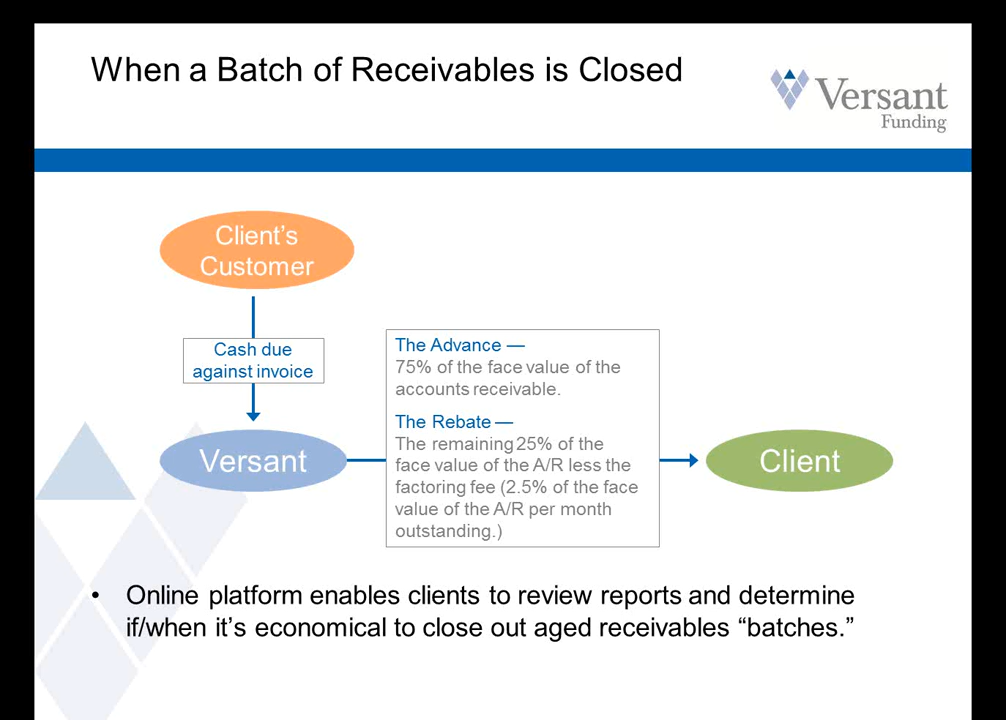 When a Batch of Receivables is Closed
Versant
Funding
Client’s
Customer
Cash due
against invoice
The Advance —
75% of the face value of the
accounts receivable.
The Rebate —
The remaining 25% of the
face value of the A/R less the
factoring fee (2.5% of the face
value of the A/R per month
outstanding.)
Versant
Client
• Online platform enables clients to review reports and determine
if/when it’s economical to close out aged receivables “batches.”